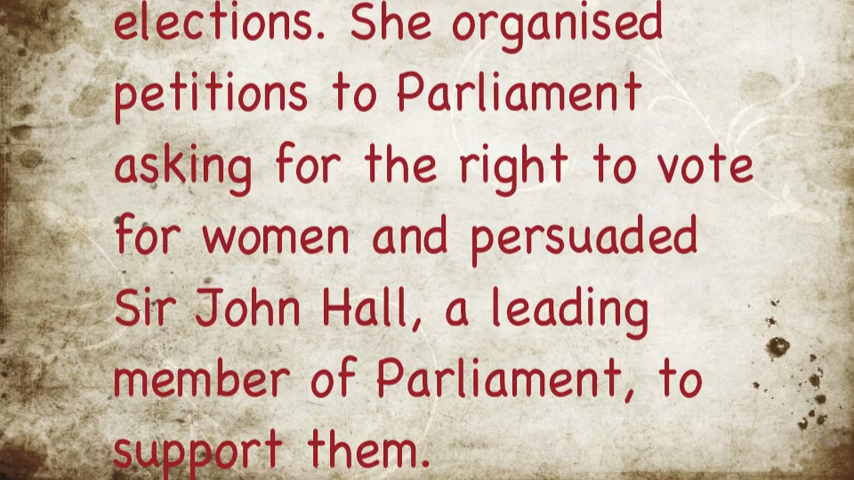 elections. She organised
petitions to Parliament
asking for the right to vote
for women and persuaded
Sir John Hall, a leading
member of Parliament, to
support them.